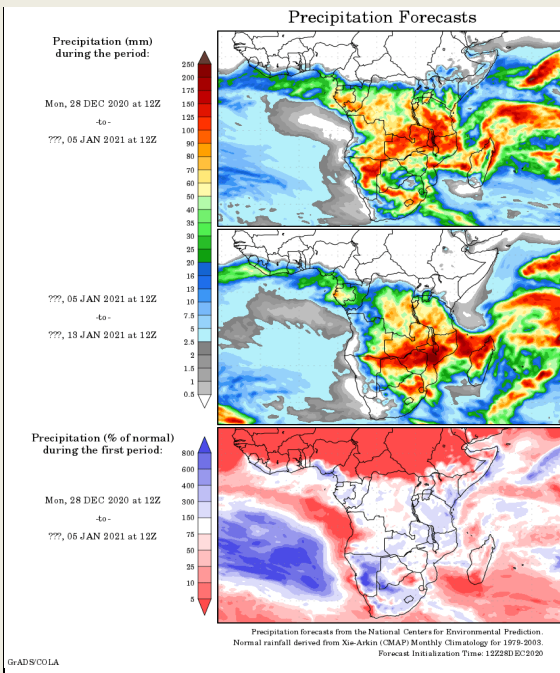 Precipitation Forecasts
Precipitation (mm)
during the period:
Mon, 28 DEC 2020 at 12Z
-to-
???, 05 JAN 2021 at 12Z
250
200
175
150
125
100
90
80
70
60
50
40
35
30
25
20
16
13
10
7.5
5
2.5
2
1.5
1
0.5
???, 05 JAN 2021 at 12Z
-to-
???, 13 JAN 2021 at 12Z
Precipitation (% of normal)
during the first period:
Mon, 28 DEC 2020 at 12Z
-to-
???, 05 JAN 2021 at 12Z
800
600
400
300
150
75
50
25
10
5
Precipitation forecasts from the National Centers for Environmental Prediction.
Normal rainfall derived from Xie-Arkin (CMAP) Monthly Climatology for 1979-2003.
Forecast Initialization Time: 12Z28DEC2020
GrADS/COLA